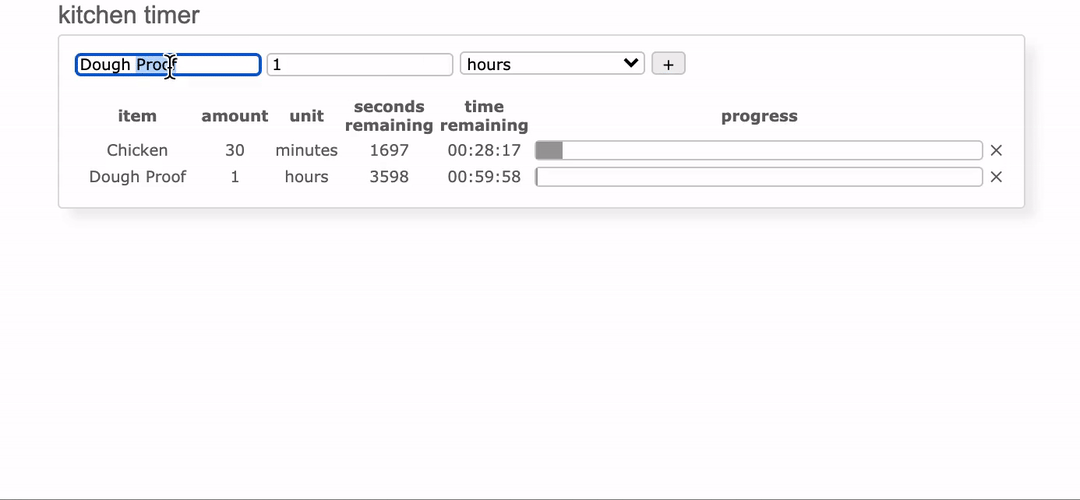 kitchen timer
Dough Proof 1 hours +
item amount unit seconds remaining time remaining progress
Chicken 30 minutes 1697 00:28:17 ×
Dough Proof 1 hours 3598 00:59:58 ×